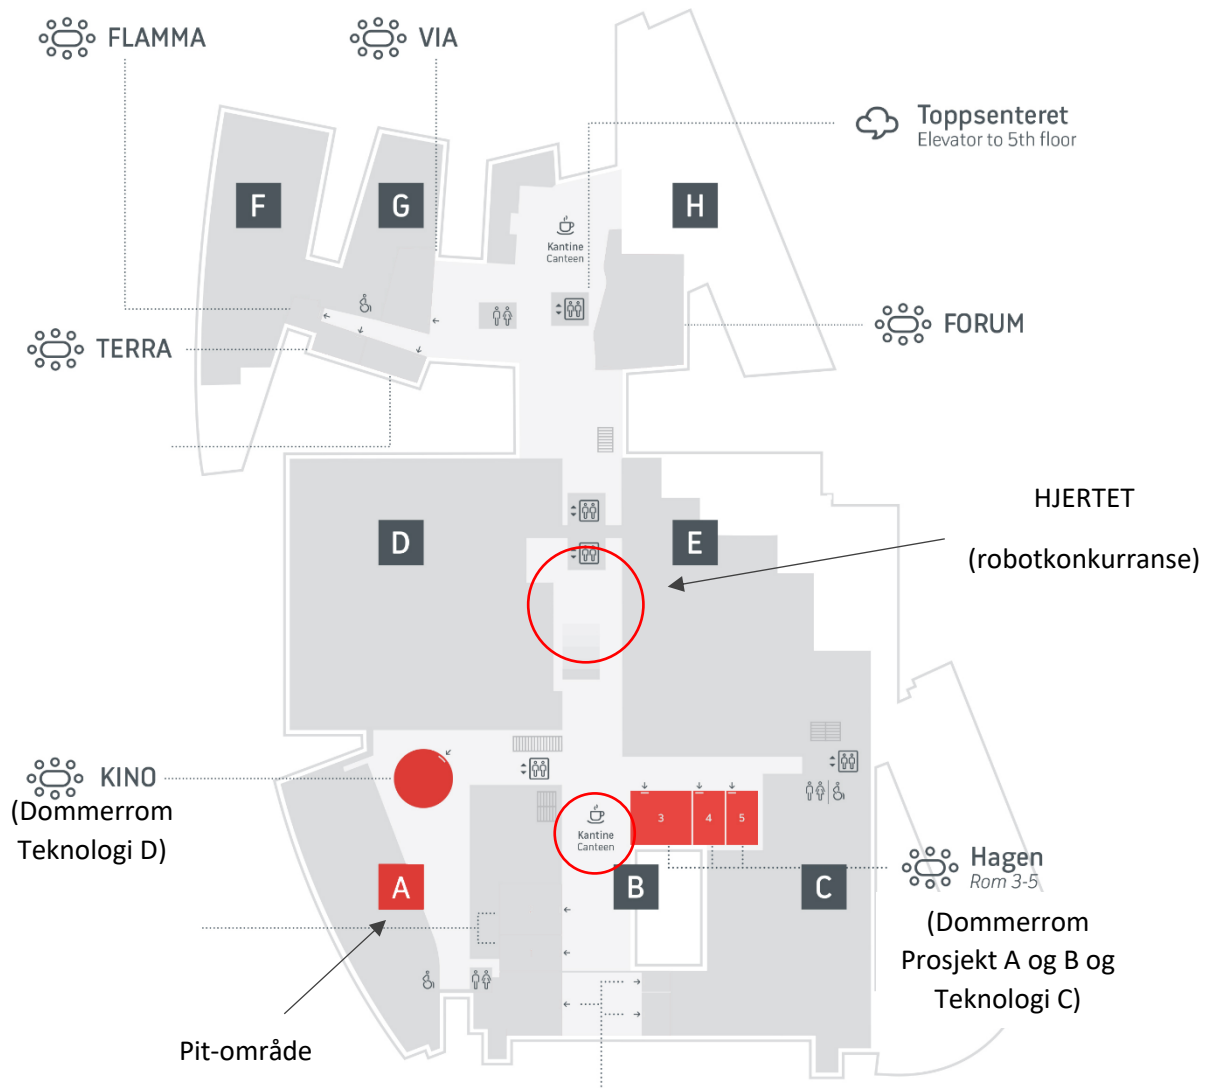 FLAMMA
VIA
Toppsenteret
Elevator to 5th floor
F
G
H
Kantine
Canteen
FORUM
TERRA
HJERTET
(robotkonkurranse)
D
E
KINO
(Dommerrom
Teknologi D)
3
4
5
Kantine
Canteen
Hagen
Rom 3-5
A
B
C
(Dommerrom
Prosjekt A og B og
Teknologi C)
Pit-område